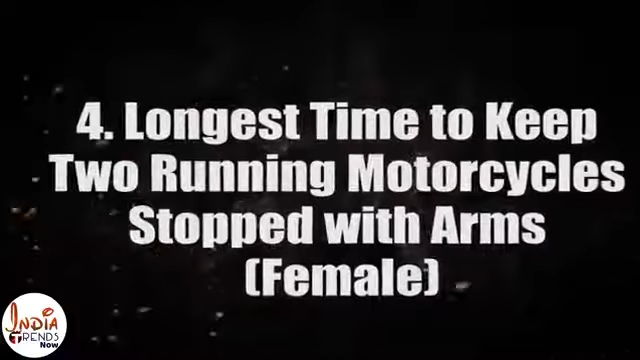 4. Longest Time to Keep
Two Running Motorcycles
Stopped with Arms
(Female)
INDIA
TRENDS
Now